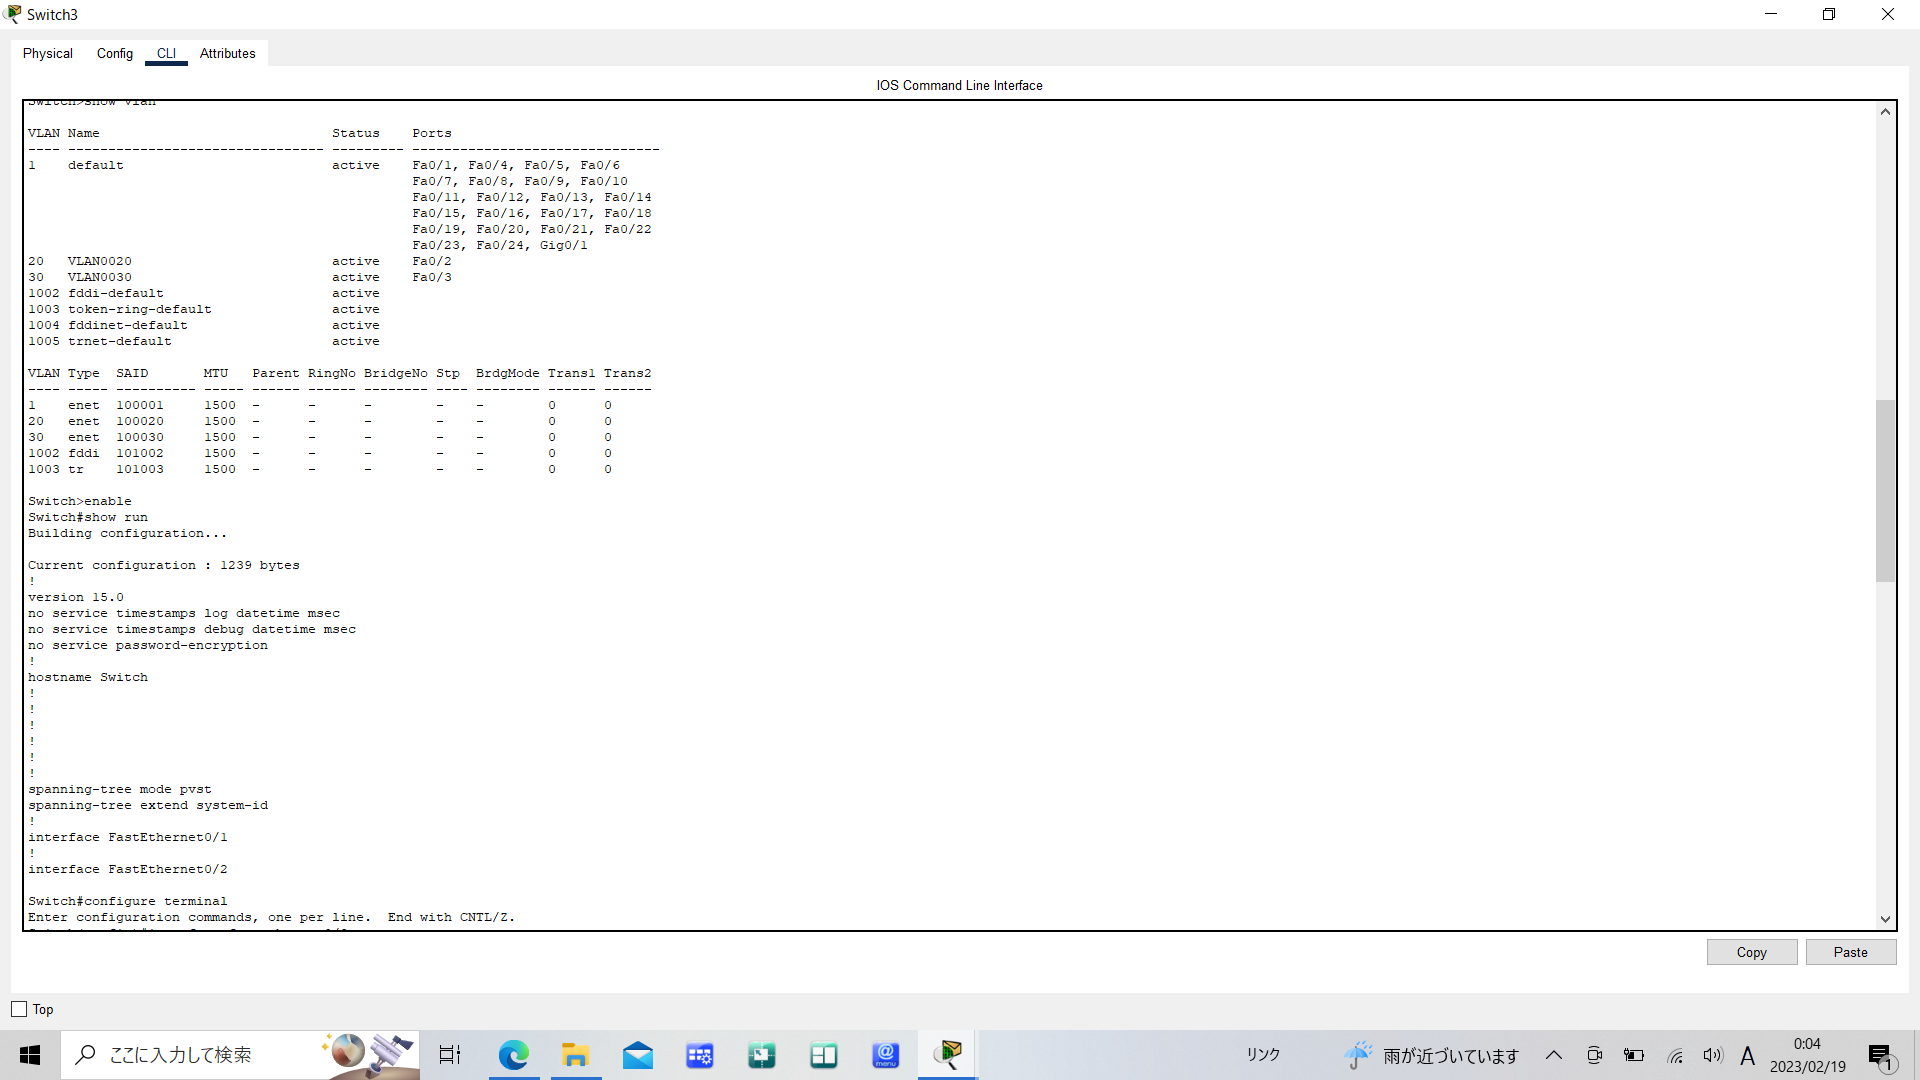 Switch3
Physical Config CLI Attributes
IOS Command Line Interface
Switch>show vlan
VLAN Name                             Status    Ports
---- -------------------------------- --------- -------------------------------
1    default                          active    Fa0/1, Fa0/4, Fa0/5, Fa0/6
                                                Fa0/7, Fa0/8, Fa0/9, Fa0/10
                                                Fa0/11, Fa0/12, Fa0/13, Fa0/14
                                                Fa0/15, Fa0/16, Fa0/17, Fa0/18
                                                Fa0/19, Fa0/20, Fa0/21, Fa0/22
                                                Fa0/23, Fa0/24, Gig0/1
20   VLAN0020                         active    Fa0/2
30   VLAN0030                         active    Fa0/3
1002 fddi-default                     active
1003 token-ring-default               active
1004 fddinet-default                  active
1005 trnet-default                    active
VLAN Type  SAID       MTU   Parent RingNo BridgeNo Stp  BrdgMode Trans1 Trans2
---- ----- ---------- ----- ------ ------ -------- ---- -------- ------ ------
1    enet  100001     1500  -      -      -        -    -        0      0
20   enet  100020     1500  -      -      -        -    -        0      0
30   enet  100030     1500  -      -      -        -    -        0      0
1002 fddi  101002     1500  -      -      -        -    -        0      0
1003 tr    101003     1500  -      -      -        -    -        0      0
Switch>enable
Switch#show run
Building configuration...
Current configuration : 1239 bytes
!
version 15.0
no service timestamps log datetime msec
no service timestamps debug datetime msec
no service password-encryption
!
hostname Switch
!
!
!
!
!
!
spanning-tree mode pvst
spanning-tree extend system-id
!
interface FastEthernet0/1
!
interface FastEthernet0/2
Switch#configure terminal
Enter configuration commands, one per line.  End with CNTL/Z.
Copy Paste
Top
ここに入力して検索
@ menu
リンク
雨が近づいています
A
0:04
2023/02/19
1